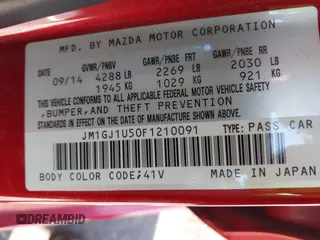 MFD. BY MAZDA MOTOR CORPORATION
GVWR/PNBV GAWR/PNBE FR GAWR/PNBE RR
09/14 4288 LB 2269 LB 2030 LB
1945 KG 1029 KG 921 KG
THIS VEHICLE CONFORMS TO ALL APPLICABLE FEDERAL MOTOR VEHICLE SAFETY
,BUMPER,AND THEFT PREVENTION
STANDARDS IN EFFECT ON THE DATE OF MANUFACTURE SHOWN ABOVE.
JM1GJ1U50F1210091 TYPE:PASS CAR
BODY COLOR CODE:41V MADE IN JAPAN
DREAMBID